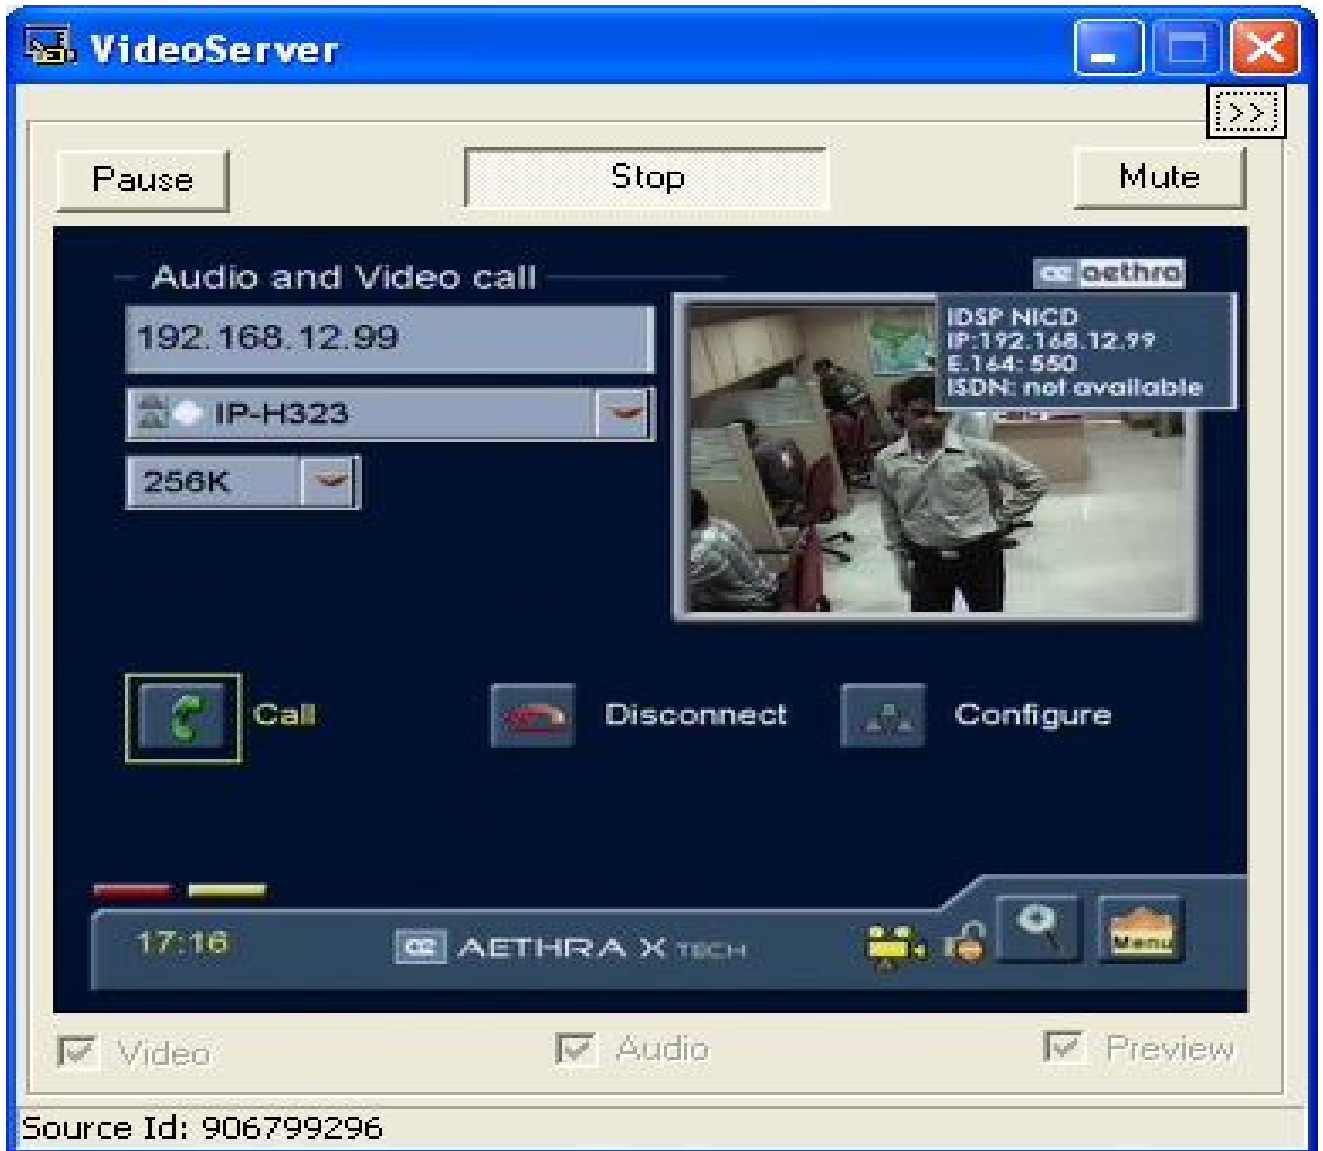 VideoServer
>>
Pause
Stop
Mute
Audio and Video call
aethra
192.168.12.99
IDSP NICD
IP:192.168.12.99
E.164: 550
ISDN: not available
IP-H323
256K
Call
Disconnect
Configure
17:16
AETHRA X TECH
Menu
Video
Audio
Preview
Source Id: 906799296